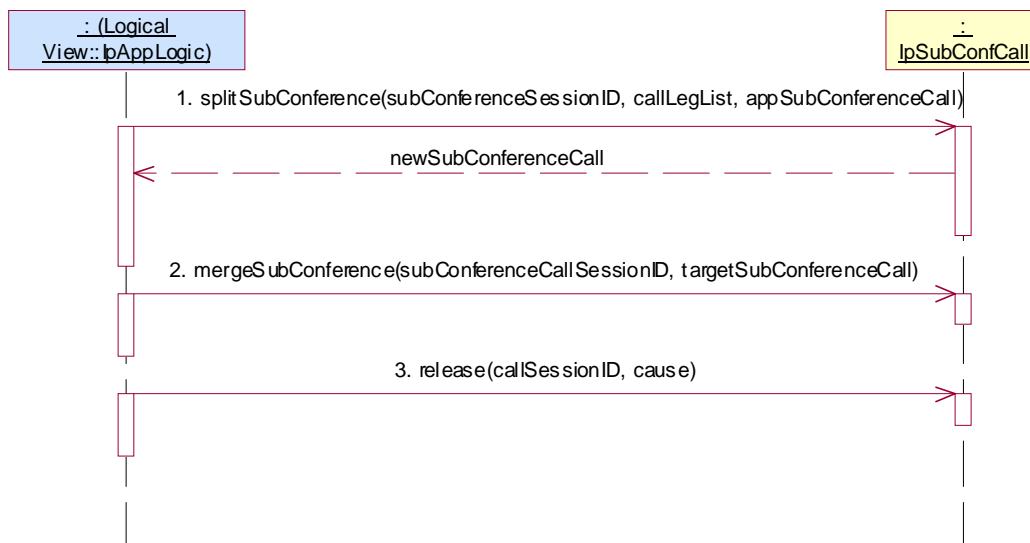 : (Logical
View::IpAppLogic)
:
IpSubConfCall
1. splitSubConference(subConferenceSessionID, callLegList, appSubConferenceCall)
newSubConferenceCall
2. mergeSubConference(subConferenceCallSessionID, targetSubConferenceCall)
3. release(callSessionID, cause)